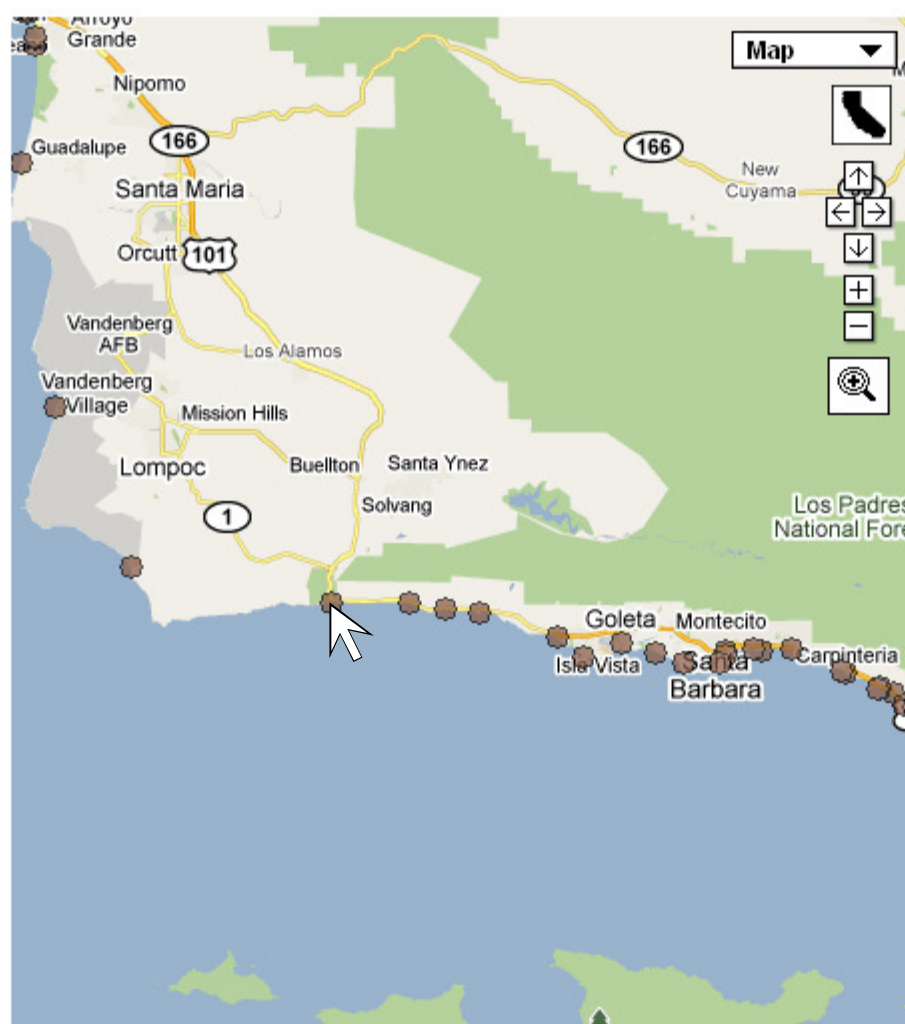 Arroyo
Grande
Map
Nipomo
166
166
Guadalupe
New
Cuyama
Santa Maria
Orcutt
101
Vandenberg
AFB
Los Alamos
Vandenberg
Village
Mission Hills
Lompoc
Buellton
Santa Ynez
Solvang
1
Los Padres
National Fore
Goleta
Montecito
Isla Vista
Santa
Barbara
Carpinteria